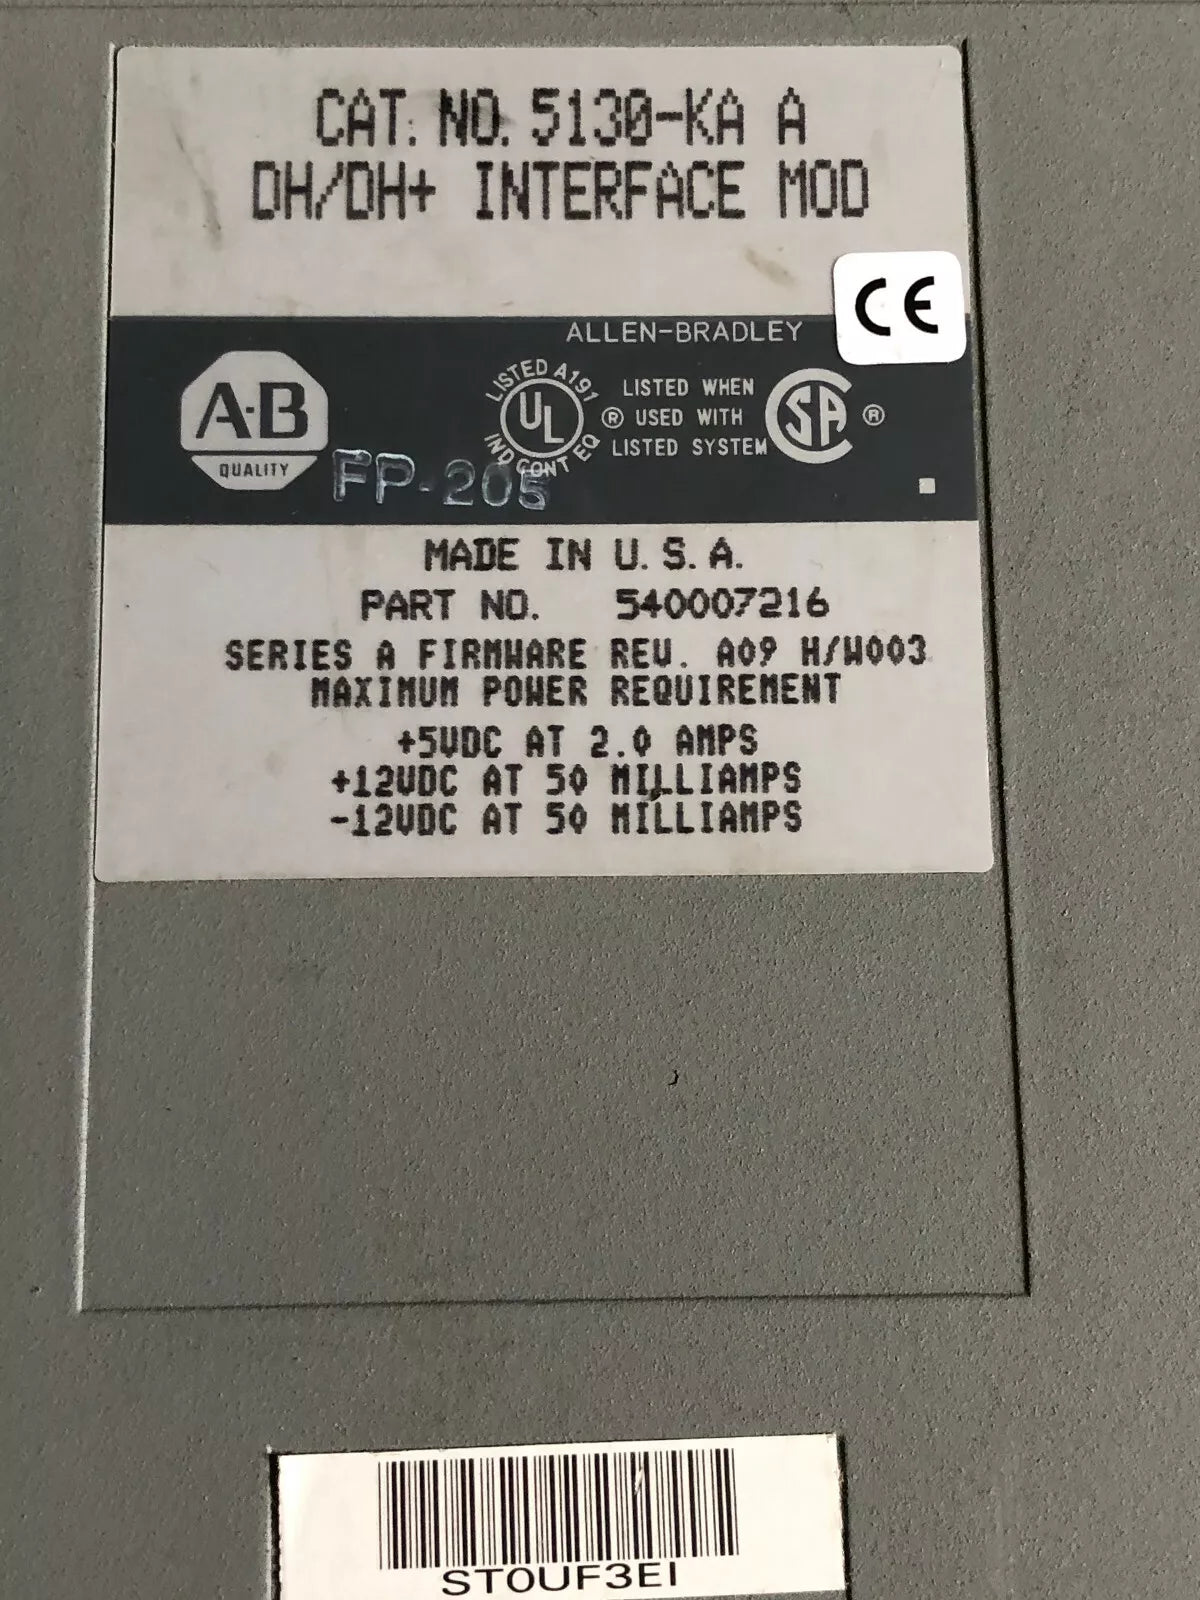 CAT. NO. 5130-KA A
DH/DH+ INTERFACE MOD
CE
ALLEN-BRADLEY
A-B
QUALITY
LISTED A191
UL
IND CONT EQ
®
LISTED WHEN
USED WITH
LISTED SYSTEM
SA
®
FP-205
MADE IN U.S.A.
PART NO. 540007216
SERIES A FIRMWARE REV. A09 H/W003
MAXIMUM POWER REQUIREMENT
+5VDC AT 2.0 AMPS
+12VDC AT 50 MILLIAMPS
-12VDC AT 50 MILLIAMPS
ST0UF3EI